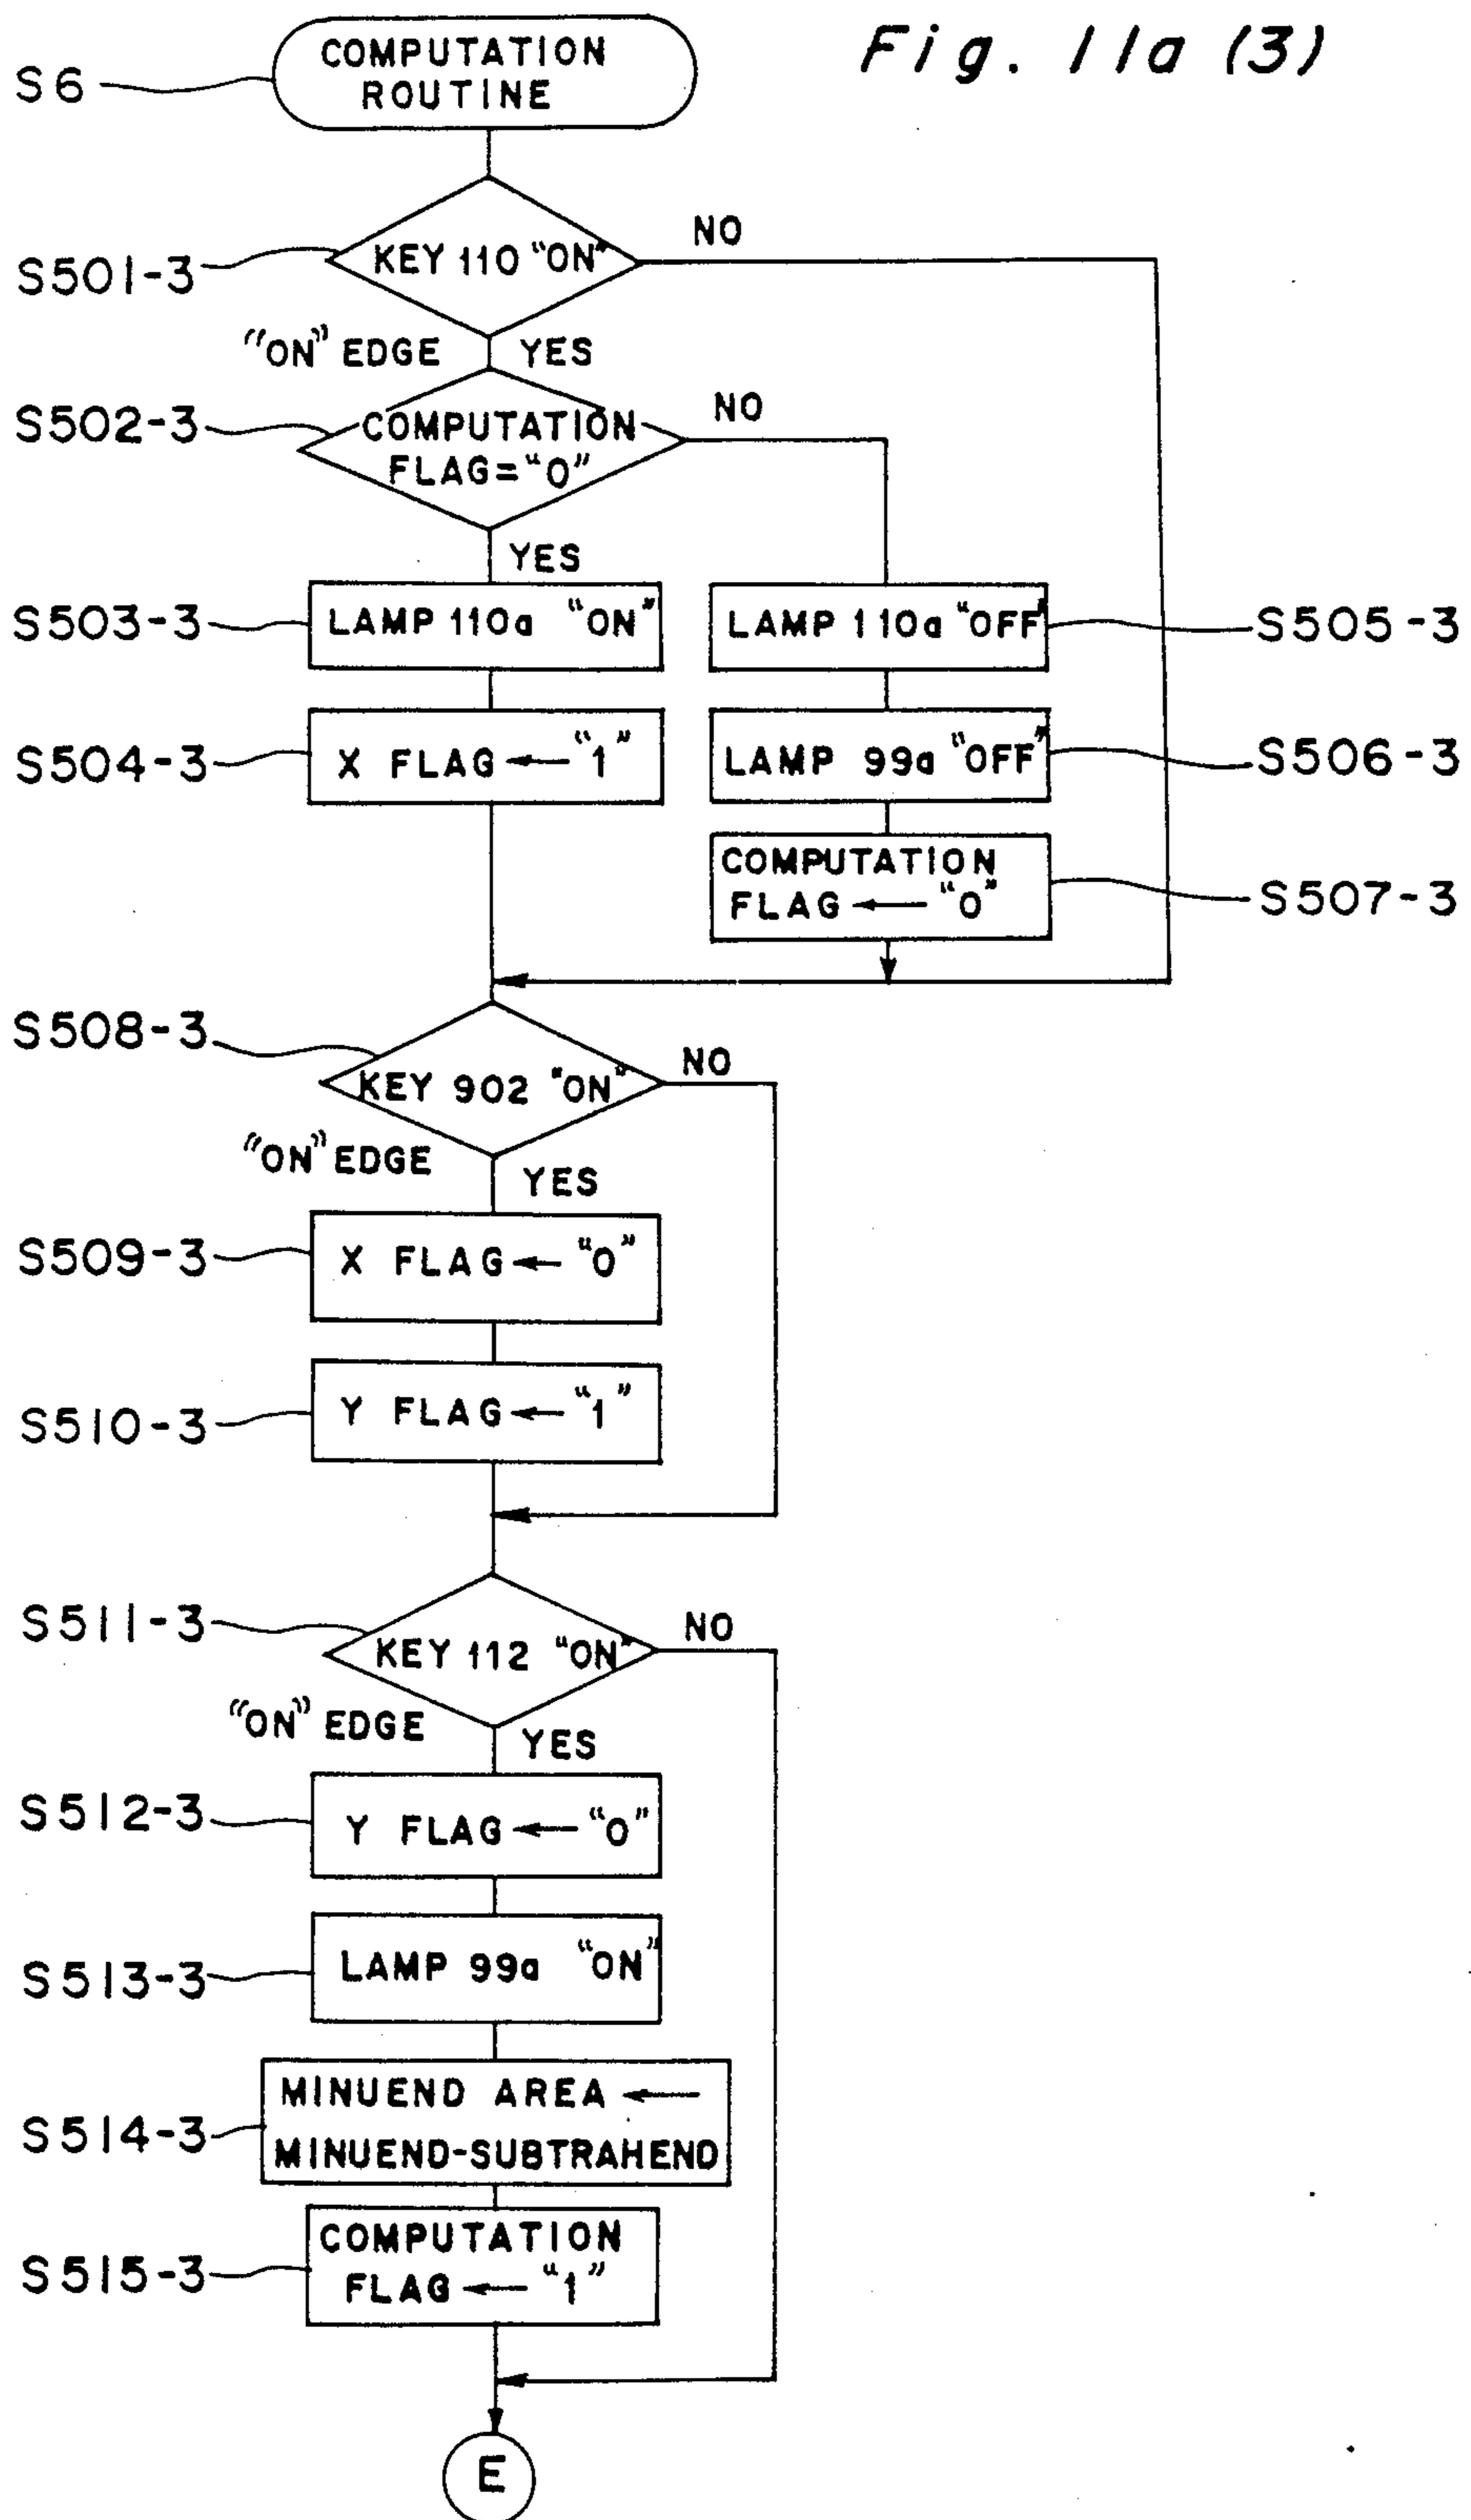 Fig. 11a (3)
S6
COMPUTATION
ROUTINE
S501-3
KEY 110 "ON"
NO
"ON" EDGE
YES
S502-3
COMPUTATION
FLAG="0"
NO
YES
S503-3
LAMP 110a "ON"
LAMP 110a "OFF"
S505-3
S504-3
X FLAG ← "1"
LAMP 99a "OFF"
S506-3
COMPUTATION
FLAG ← "0"
S507-3
S508-3
KEY 902 "ON"
NO
"ON" EDGE
YES
S509-3
X FLAG ← "0"
S510-3
Y FLAG ← "1"
S511-3
KEY 112 "ON"
NO
"ON" EDGE
YES
S512-3
Y FLAG ← "0"
S513-3
LAMP 99a "ON"
S514-3
MINUEND AREA ←
MINUEND-SUBTRAHEND
S515-3
COMPUTATION
FLAG ← "1"
E